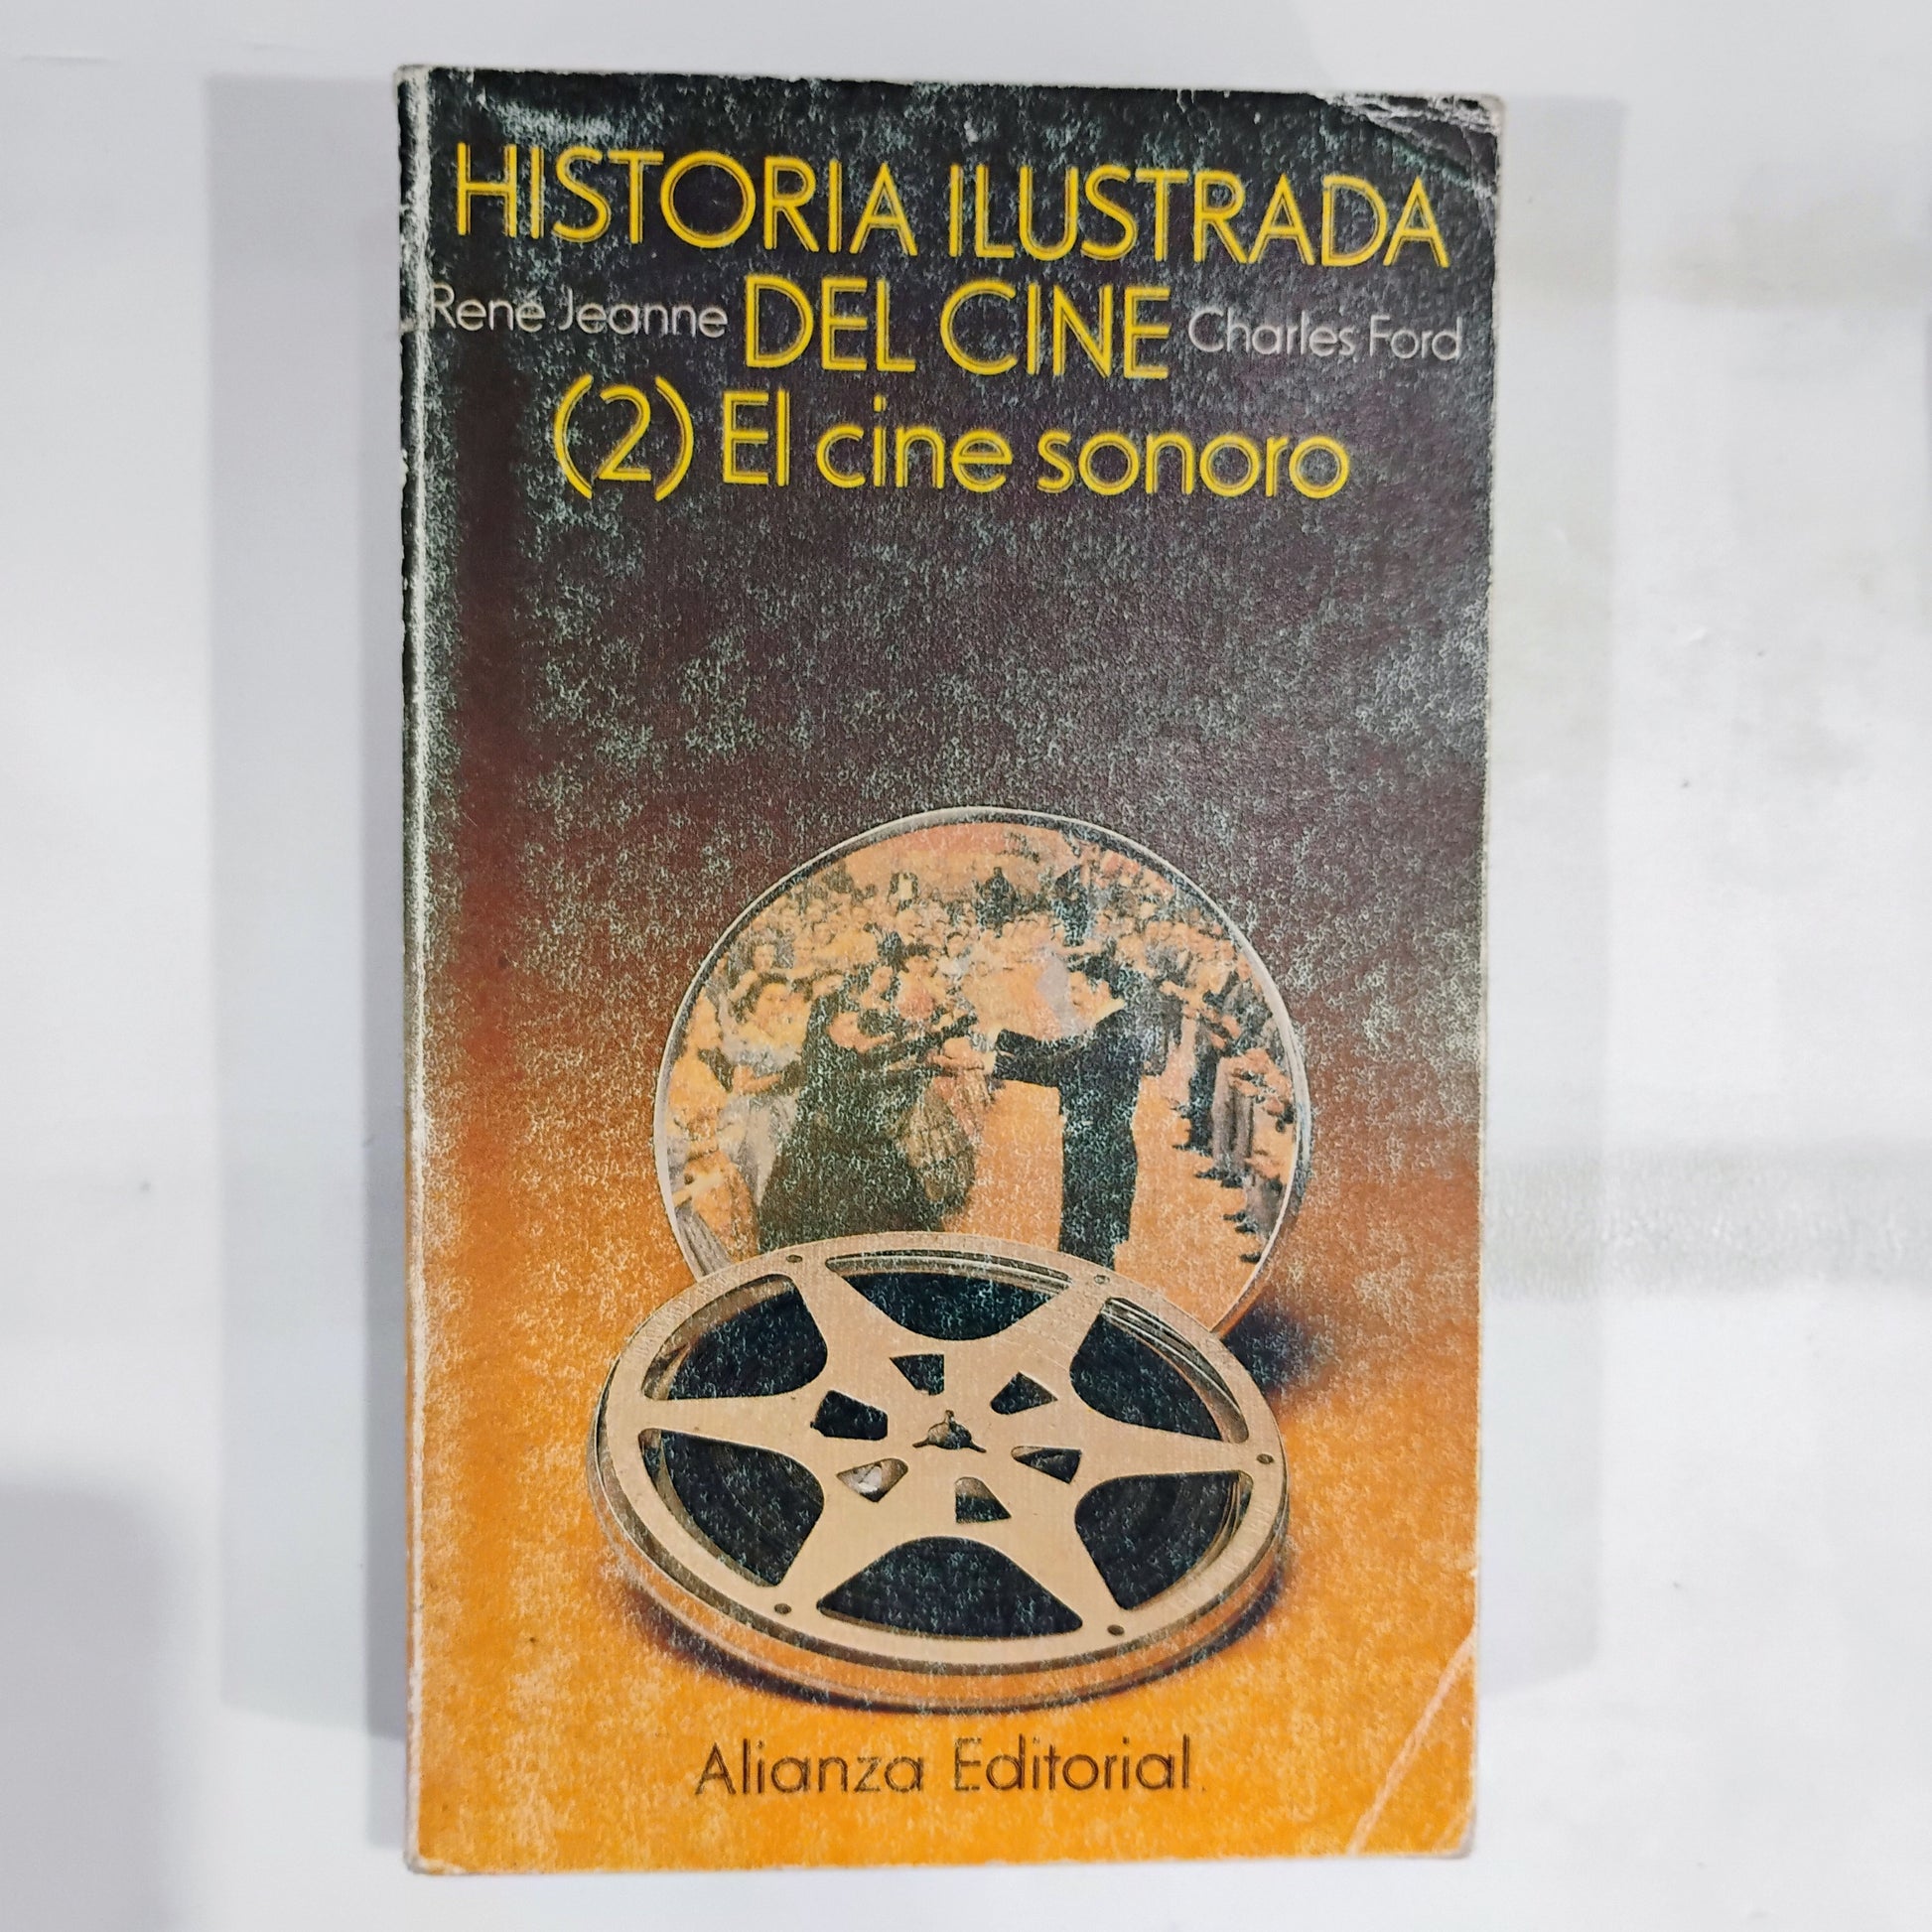 HISTORIA ILUSTRADA
René Jeanne DEL CINE Charles Ford
(2) El cine sonoro
Alianza Editorial